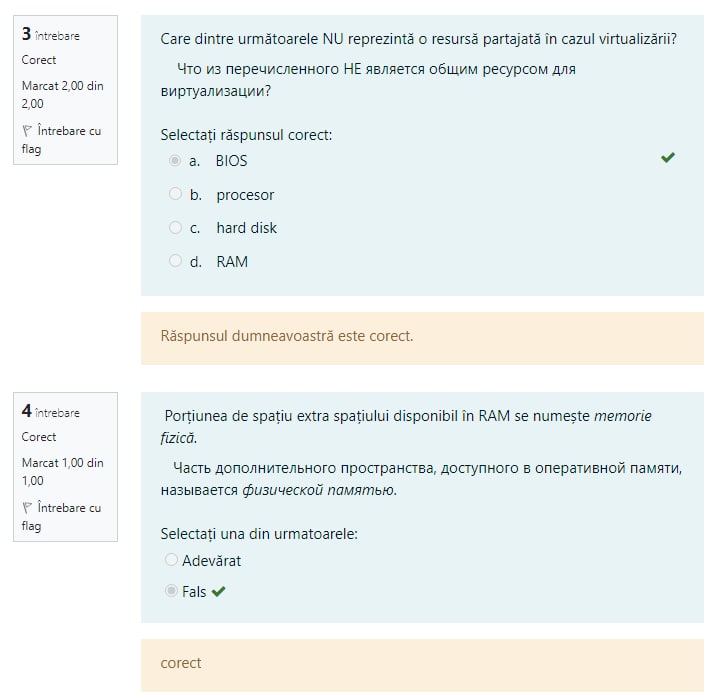 3 întrebare
Corect
Marcat 2,00 din
2,00
Întrebare cu
flag
Care dintre următoarele NU reprezintă o resursă partajată în cazul virtualizării?
Что из перечисленного НЕ является общим ресурсом для
виртуализации?
Selectați răspunsul corect:
a. BIOS
b. procesor
c. hard disk
d. RAM
Răspunsul dumneavoastră este corect.
4 întrebare
Corect
Marcat 1,00 din
1,00
Întrebare cu
flag
Porțiunea de spațiu extra spațiului disponibil în RAM se numește memorie
fizică.
Часть дополнительного пространства, доступного в оперативной памяти,
называется физической памятью.
Selectați una din urmatoarele:
Adevărat
Fals
corect